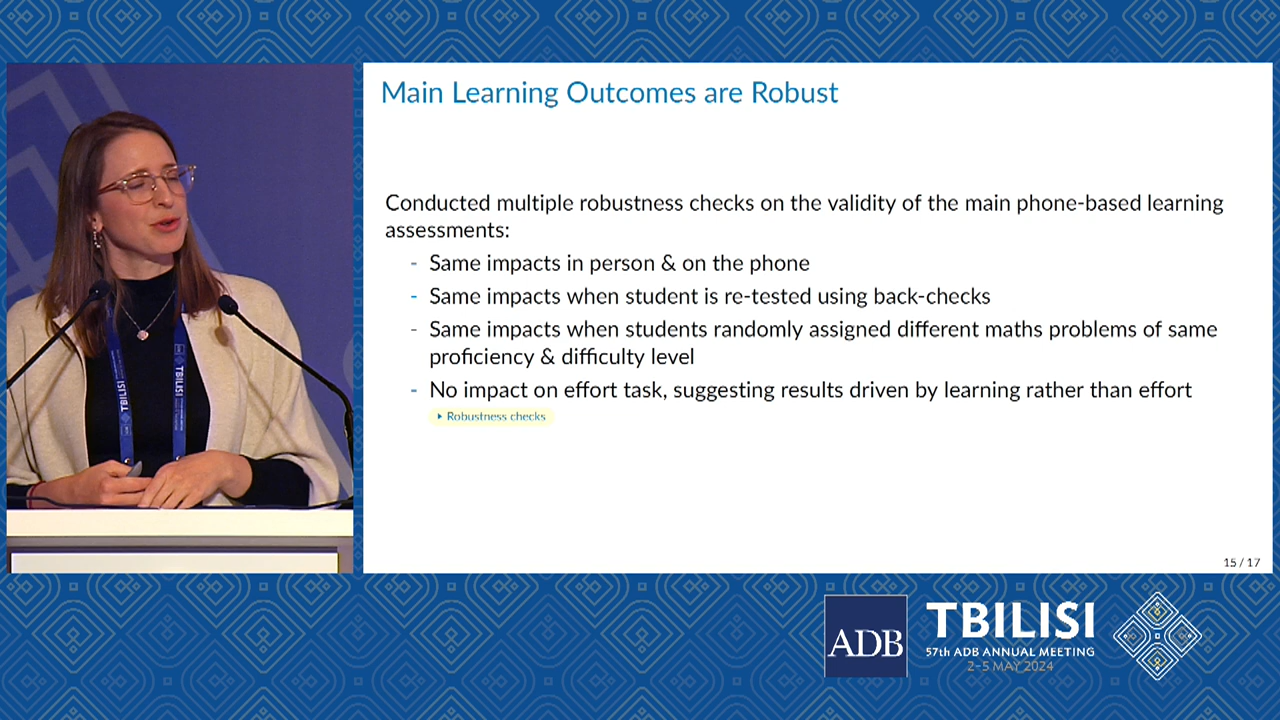 Main Learning Outcomes are Robust
Conducted multiple robustness checks on the validity of the main phone-based learning
assessments:
- Same impacts in person & on the phone
- Same impacts when student is re-tested using back-checks
- Same impacts when students randomly assigned different maths problems of same
proficiency & difficulty level
- No impact on effort task, suggesting results driven by learning rather than effort
Robustness checks
15 / 17
TBILISI
TBILISI
ADB
TBILISI
57th ADB ANNUAL MEETING
2–5 MAY 2024